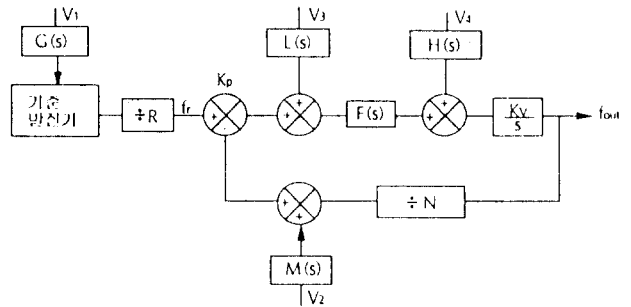 V₁
V₃
V₄
G(s)
L(s)
H(s)
Kp
기준
발진기
÷R
fr
+
+
+
+
F(s)
+
+
Kv
s
fout
+
+
÷N
M(s)
V₂